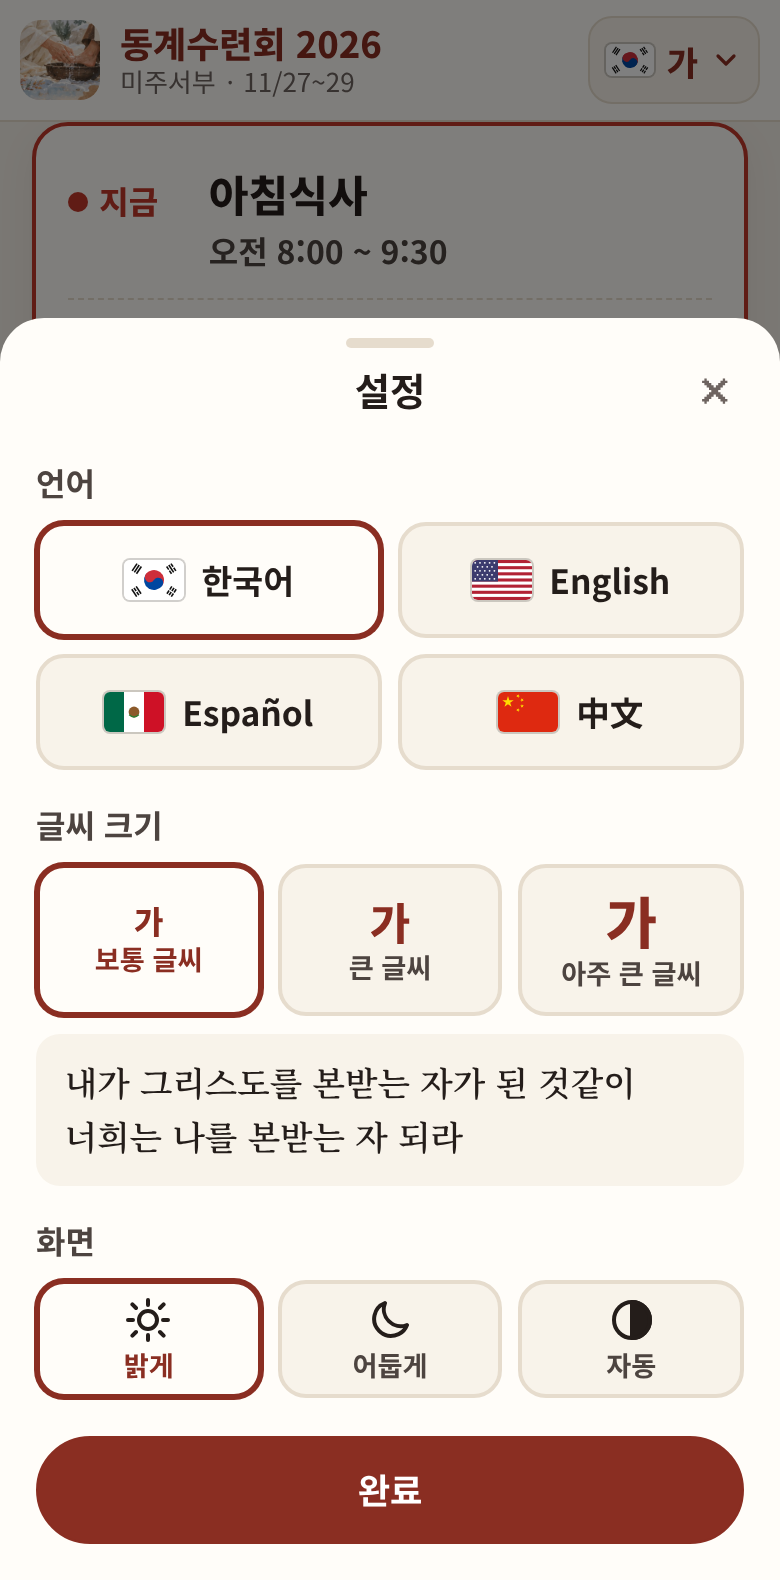 동계수련회 2026
미주서부 · 11/27~29
가
지금
아침식사
오전 8:00 ~ 9:30
설정
언어
한국어
English
Español
中文
글씨 크기
가
보통 글씨
가
큰 글씨
가
아주 큰 글씨
내가 그리스도를 본받는 자가 된 것같이
너희는 나를 본받는 자 되라
화면
밝게
어둡게
자동
완료